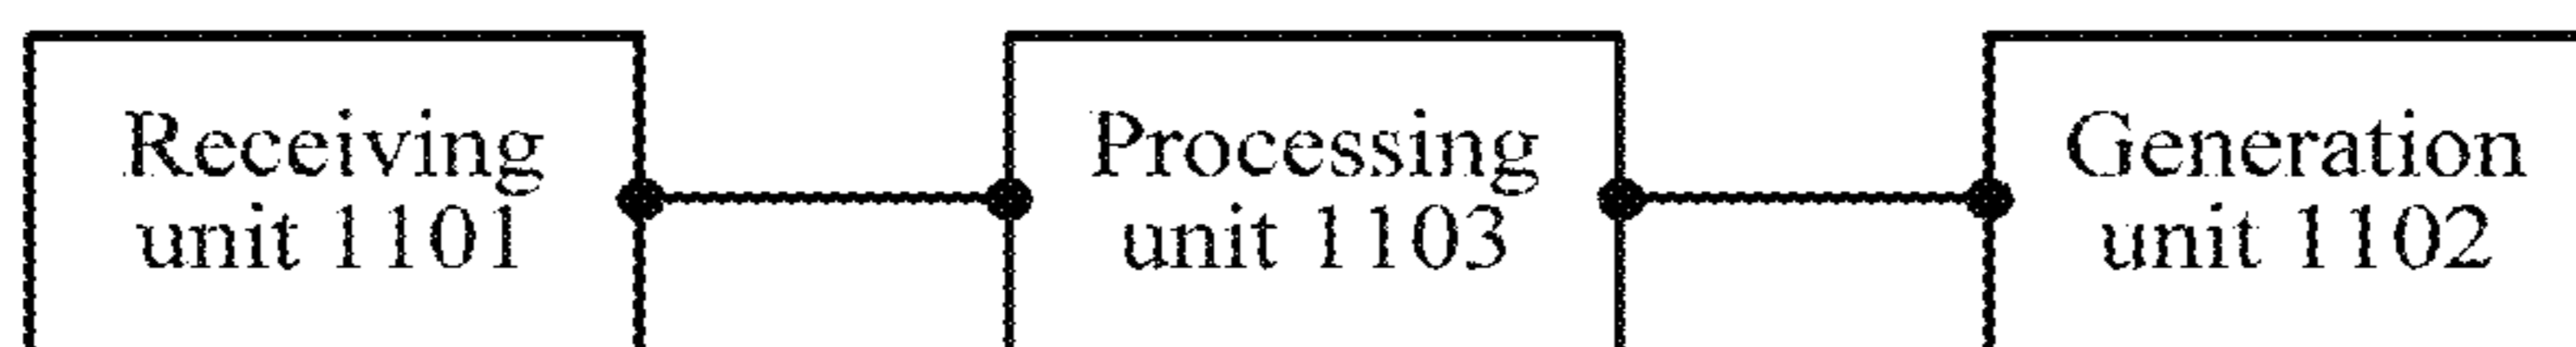 Receiving
unit 1101
Processing
unit 1103
Generation
unit 1102